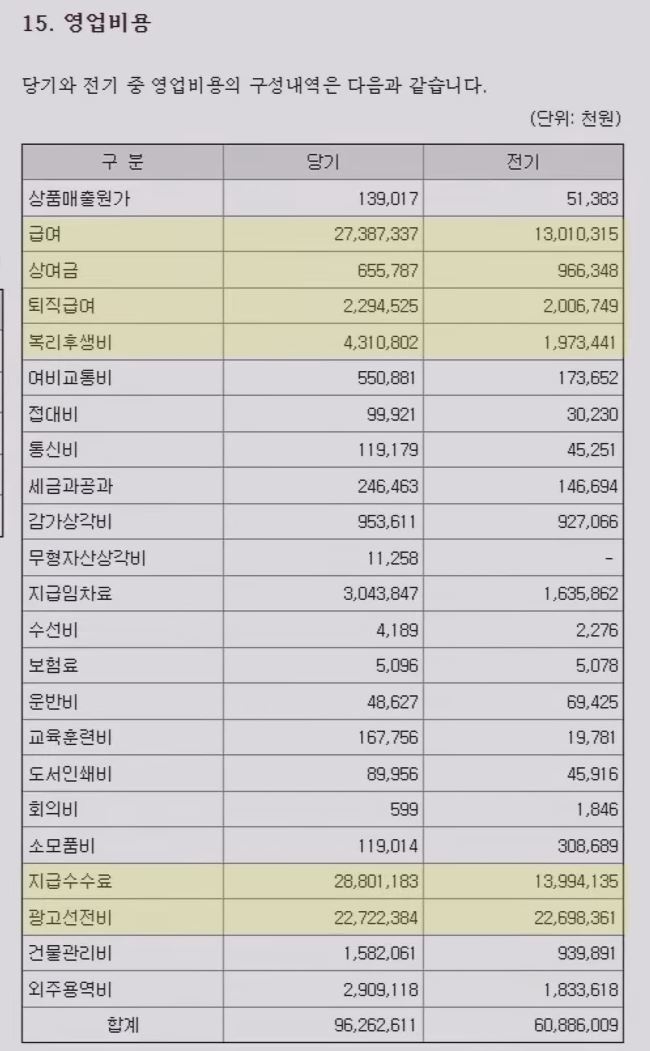 15. 영업비용
당기와 전기 중 영업비용의 구성내역은 다음과 같습니다.
(단위: 천원)
구 분 당기 전기
상품매출원가 139,017 51,383
급여 27,387,337 13,010,315
상여금 655,787 966,348
퇴직급여 2,294,525 2,006,749
복리후생비 4,310,802 1,973,441
여비교통비 550,881 173,652
접대비 99,921 30,230
통신비 119,179 45,251
세금과공과 246,463 146,694
감가상각비 953,611 927,066
무형자산상각비 11,258 -
지급임차료 3,043,847 1,635,862
수선비 4,189 2,276
보험료 5,096 5,078
운반비 48,627 69,425
교육훈련비 167,756 19,781
도서인쇄비 89,956 45,916
회의비 599 1,846
소모품비 119,014 308,689
지급수수료 28,801,183 13,994,135
광고선전비 22,722,384 22,698,361
건물관리비 1,582,061 939,891
외주용역비 2,909,118 1,833,618
합계 96,262,611 60,886,009